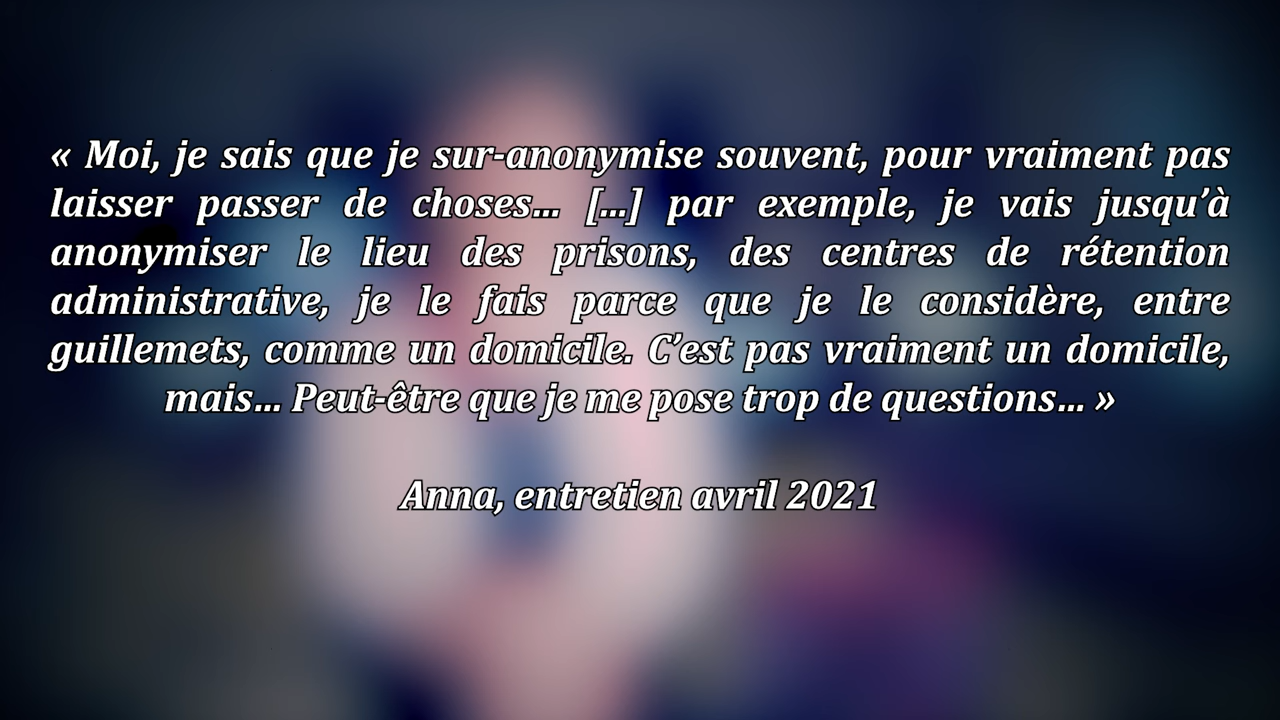 « Moi, je sais que je sur-anonymise souvent, pour vraiment pas
laisser passer de choses... [...] par exemple, je vais jusqu’à
anonymiser le lieu des prisons, des centres de rétention
administrative, je le fais parce que je le considère, entre
guillemets, comme un domicile. C’est pas vraiment un domicile,
mais... Peut-être que je me pose trop de questions... »
Anna, entretien avril 2021